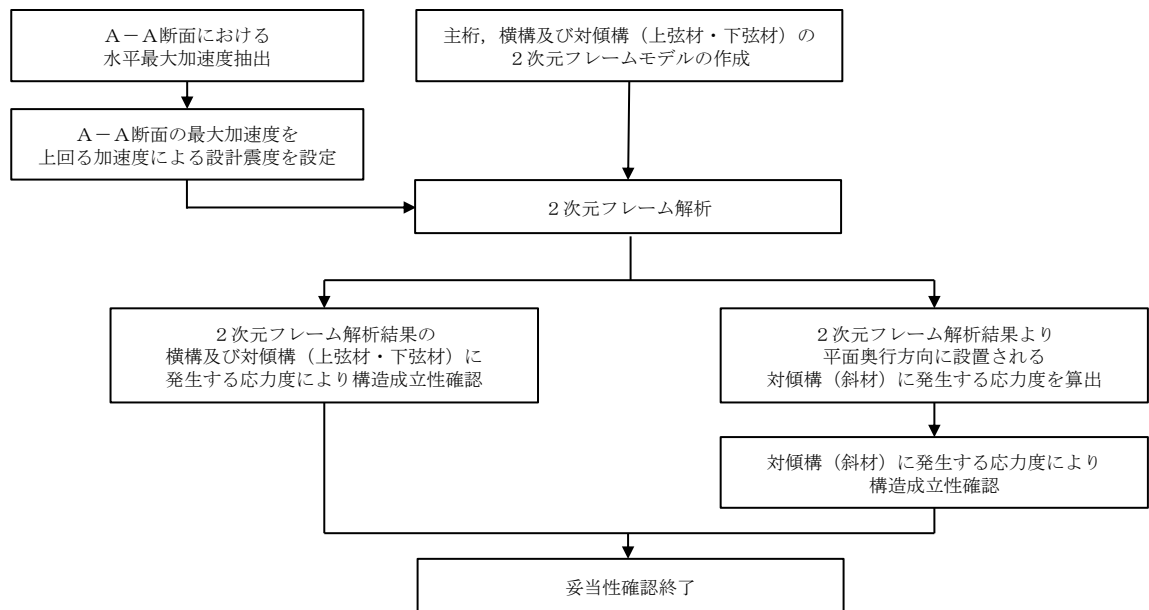 A-A断面における
水平最大加速度抽出
主桁,横構及び対傾構(上弦材・下弦材)の
2次元フレームモデルの作成
A-A断面の最大加速度を
上回る加速度による設計震度を設定
2次元フレーム解析
2次元フレーム解析結果の
横構及び対傾構(上弦材・下弦材)に
発生する応力度により構造成立性確認
2次元フレーム解析結果より
平面奥行方向に設置される
対傾構(斜材)に発生する応力度を算出
対傾構(斜材)に発生する応力度により
構造成立性確認
妥当性確認終了